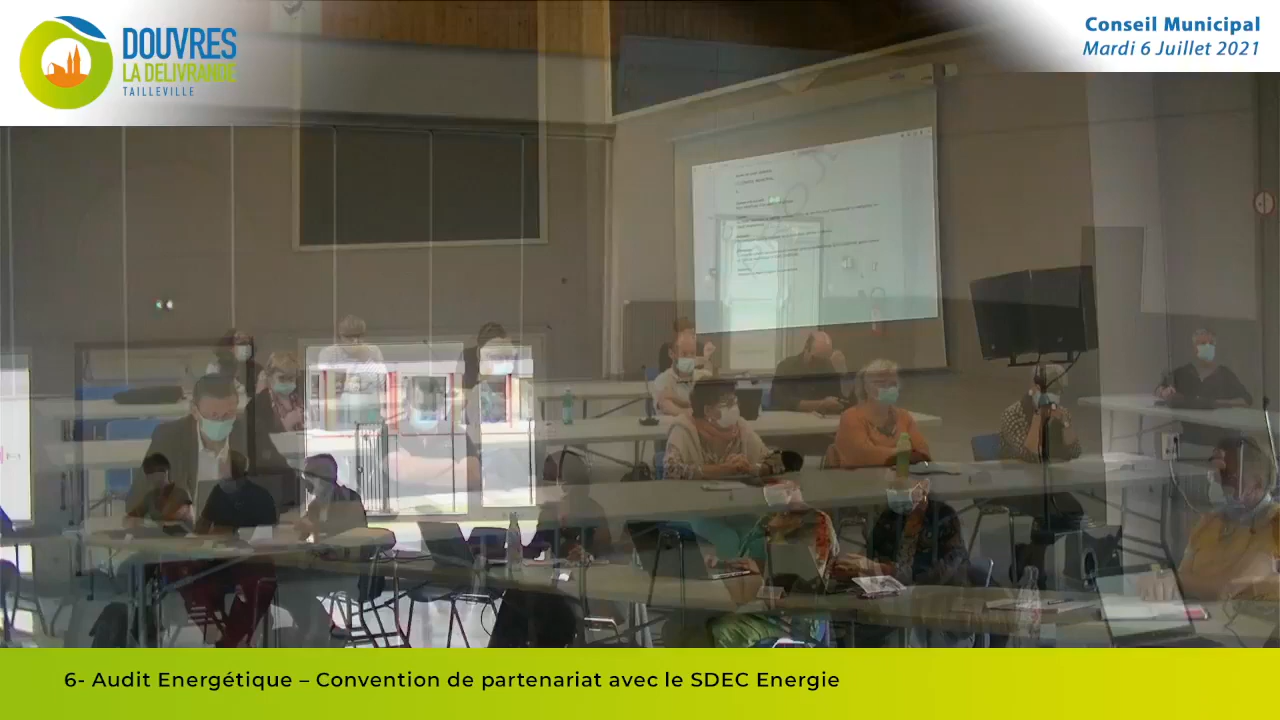 DOUVRES
LA DELIVRANDE
TAILLEVILLE
Conseil Municipal
Mardi 6 Juillet 2021
6- Audit Energétique – Convention de partenariat avec le SDEC Energie